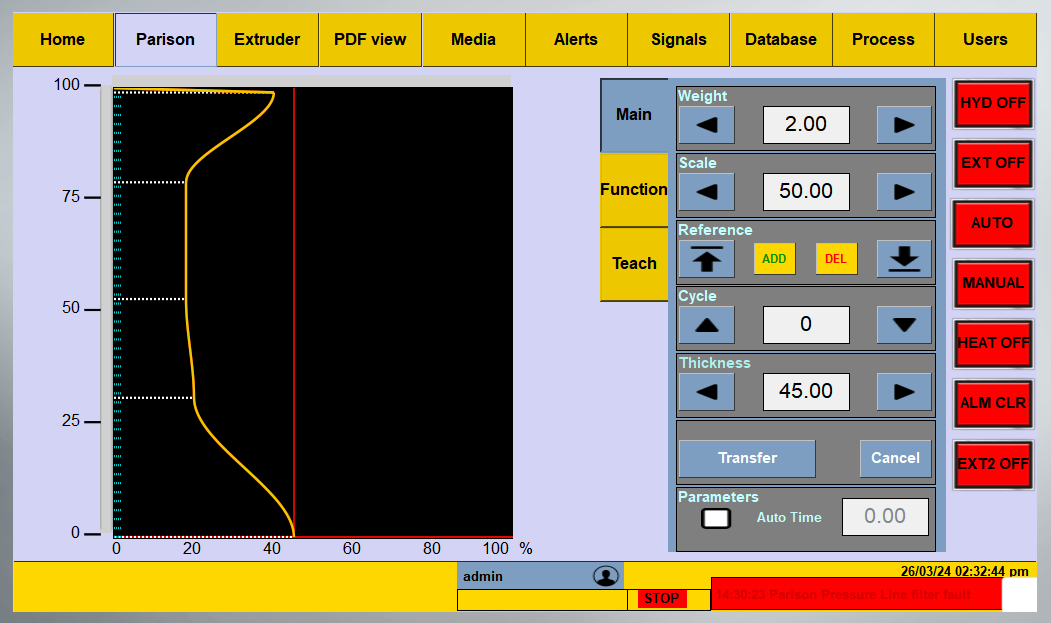 Home Parison Extruder PDF view Media Alerts Signals Database Process Users
100
75
50
25
0
0 20 40 60 80 100 %
Main
Function
Teach
Weight
2.00
Scale
50.00
Reference
ADD DEL
Cycle
0
Thickness
45.00
Transfer Cancel
Parameters
Auto Time 0.00
HYD OFF
EXT OFF
AUTO
MANUAL
HEAT OFF
ALM CLR
EXT2 OFF
admin
26/03/24 02:32:44 pm
STOP
14:30:23 Parison Pressure Line filter fault